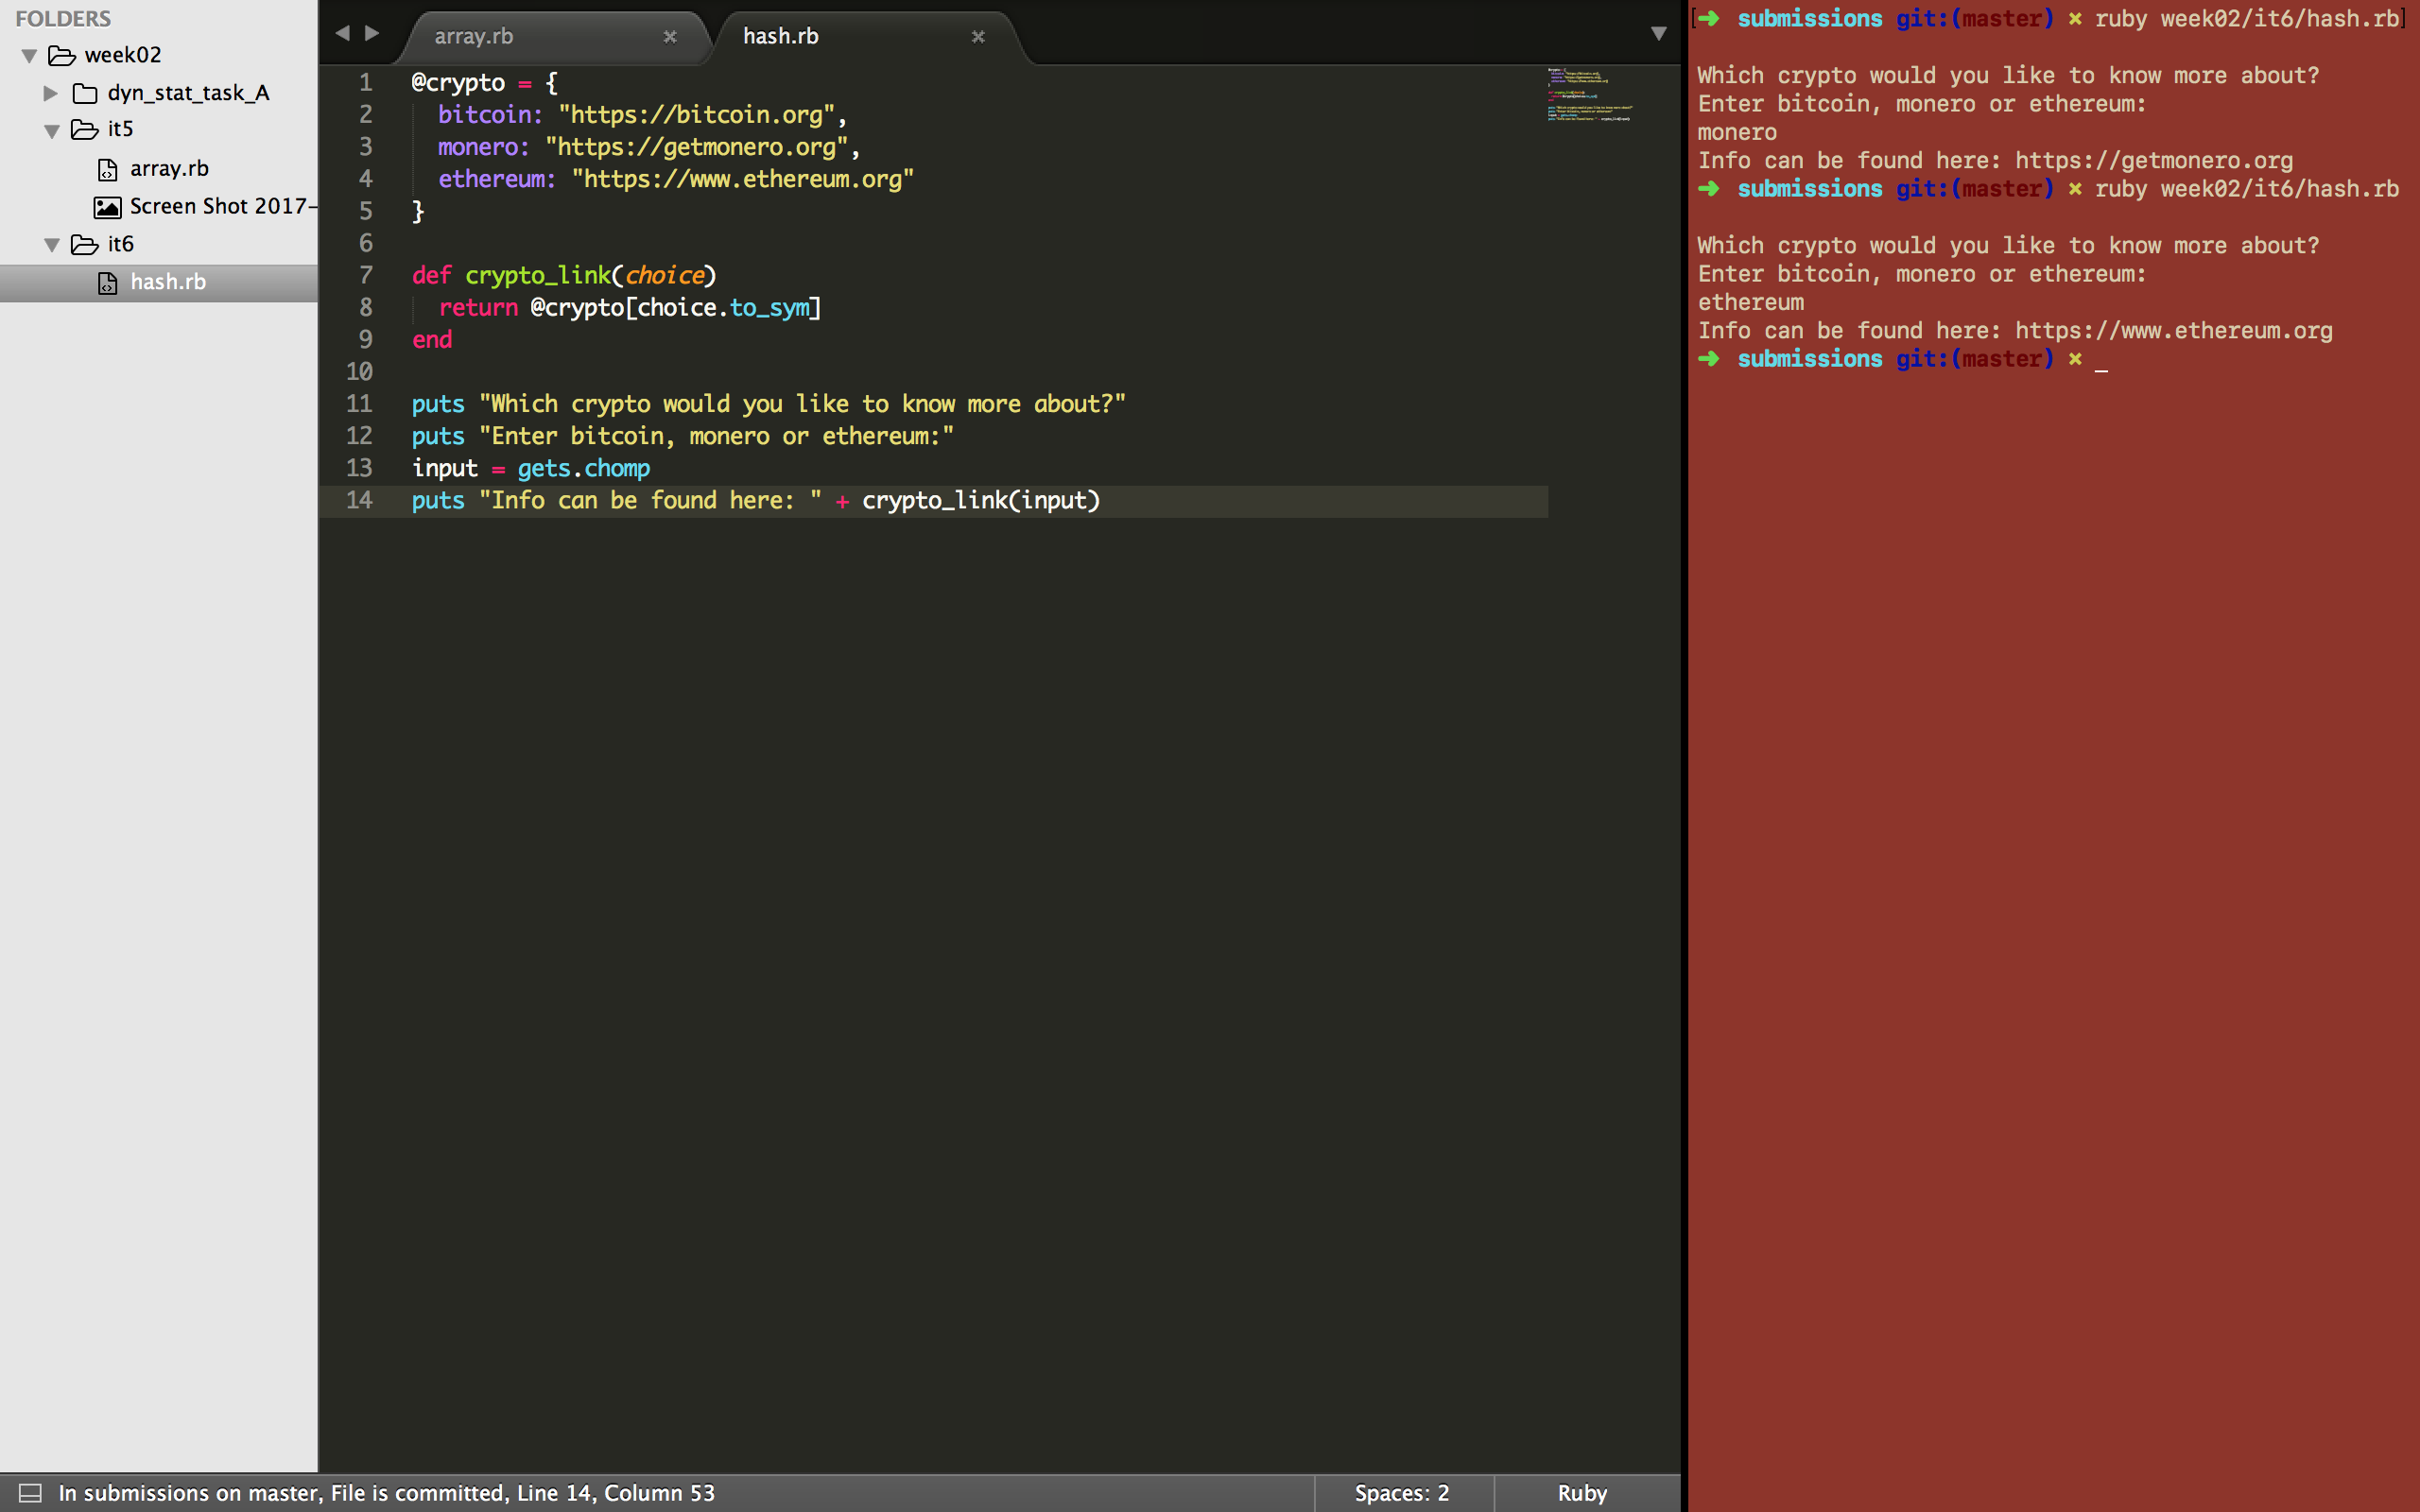 FOLDERS
week02
dyn_stat_task_A
it5
array.rb
Screen Shot 2017-
it6
hash.rb
array.rb × hash.rb ×
1 @crypto = {
2   bitcoin: "https://bitcoin.org",
3   monero: "https://getmonero.org",
4   ethereum: "https://www.ethereum.org"
5 }
6
7 def crypto_link(choice)
8   return @crypto[choice.to_sym]
9 end
10
11 puts "Which crypto would you like to know more about?"
12 puts "Enter bitcoin, monero or ethereum:"
13 input = gets.chomp
14 puts "Info can be found here: " + crypto_link(input)
In submissions on master, File is committed, Line 14, Column 53
Spaces: 2
Ruby
[➜ submissions git:(master) × ruby week02/it6/hash.rb]
Which crypto would you like to know more about?
Enter bitcoin, monero or ethereum:
monero
Info can be found here: https://getmonero.org
➜ submissions git:(master) × ruby week02/it6/hash.rb
Which crypto would you like to know more about?
Enter bitcoin, monero or ethereum:
ethereum
Info can be found here: https://www.ethereum.org
➜ submissions git:(master) × _